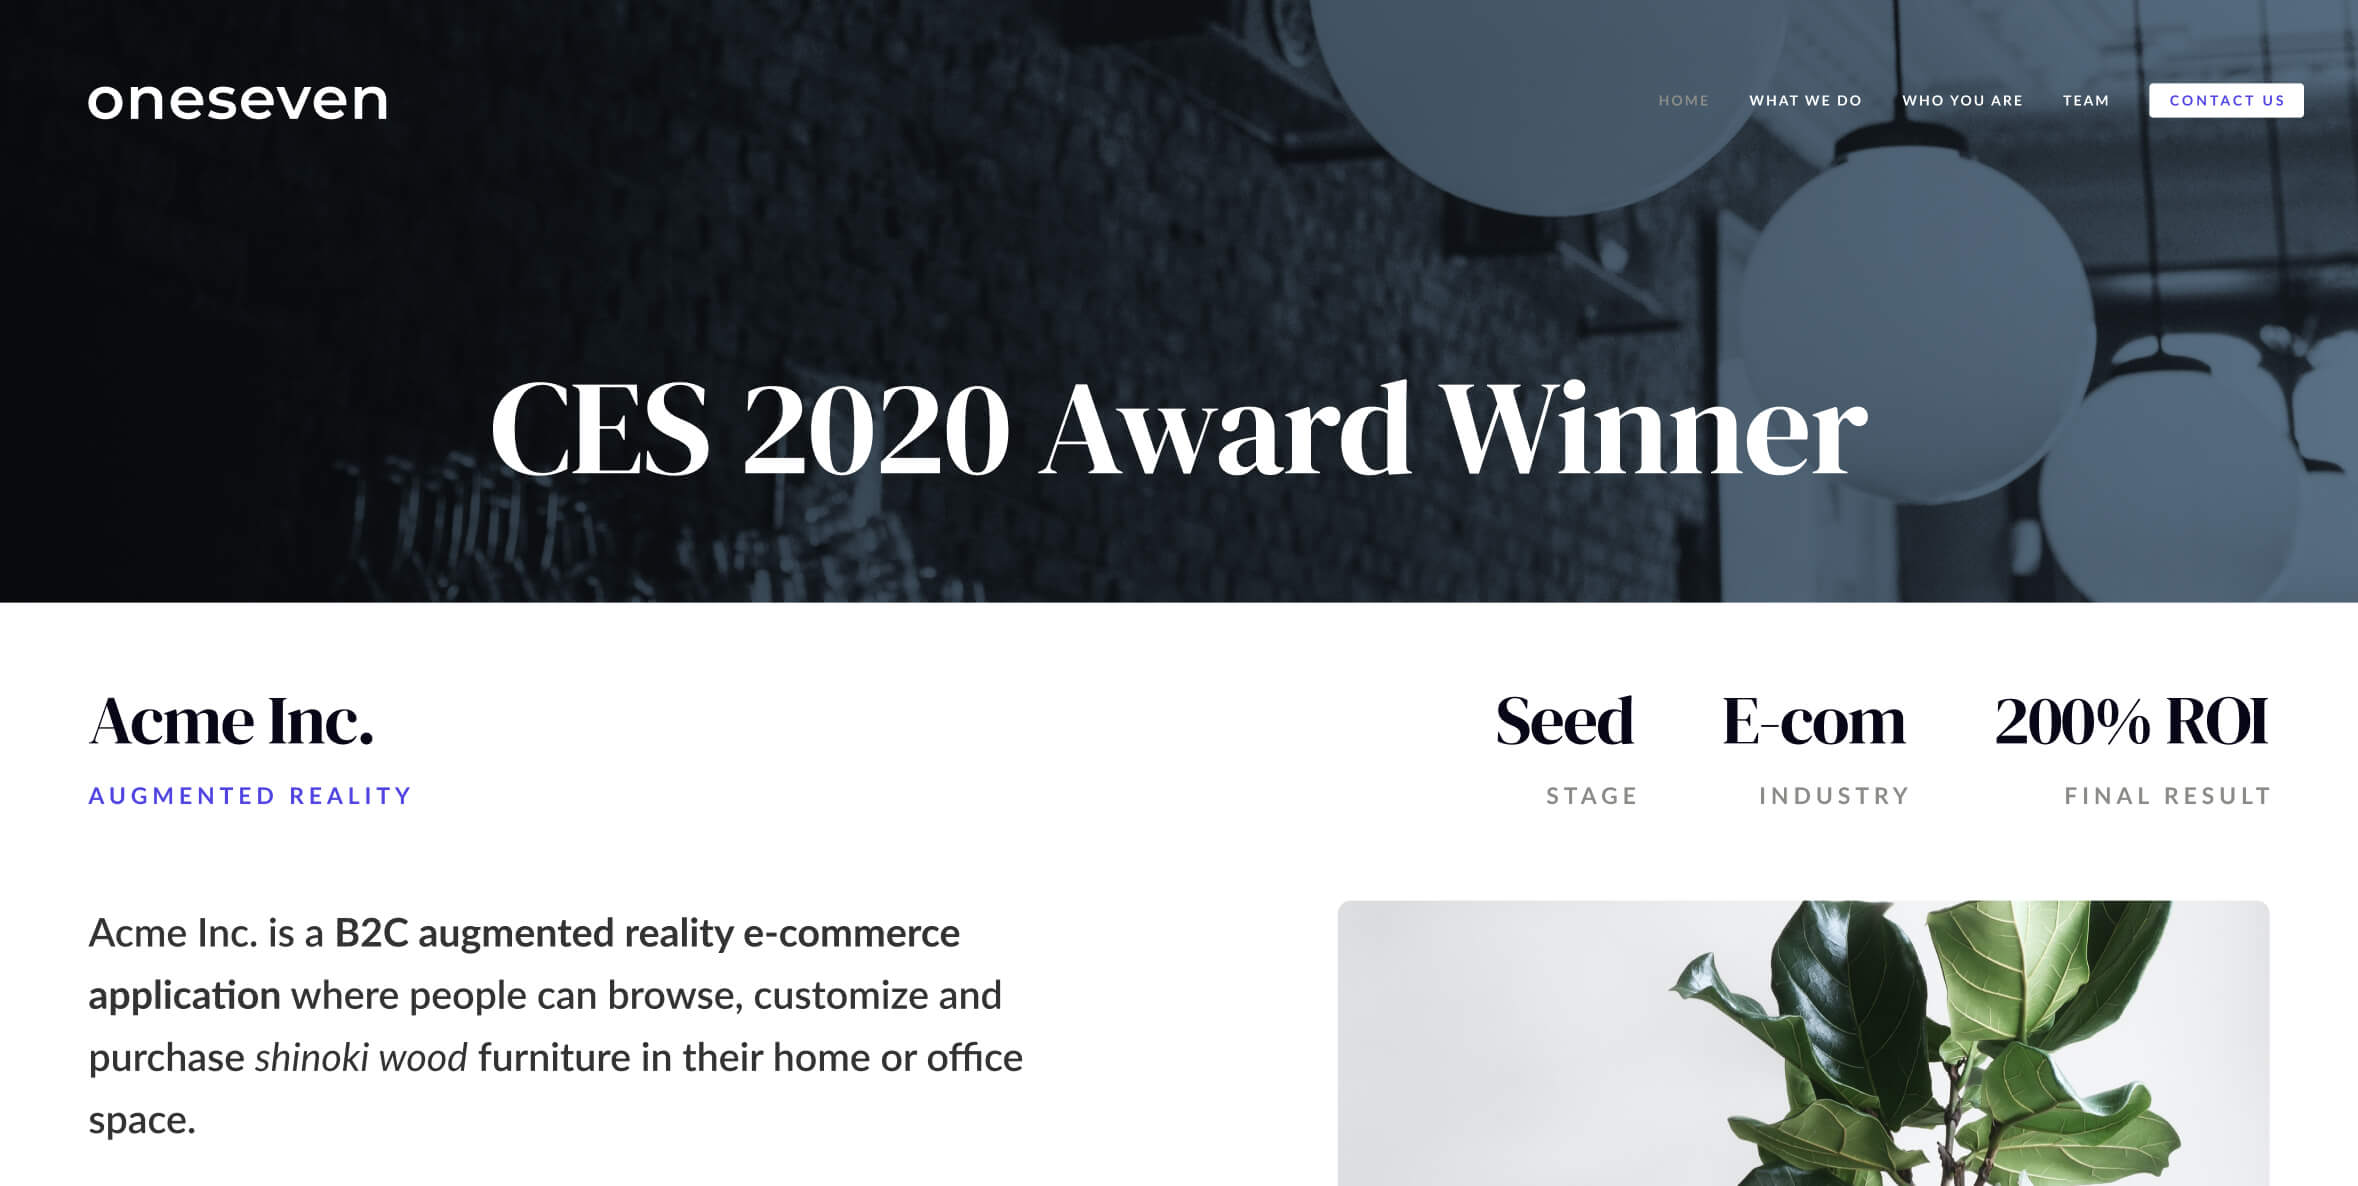 oneseven
HOME WHAT WE DO WHO YOU ARE TEAM CONTACT US
CES 2020 Award Winner
Acme Inc.
AUGMENTED REALITY
Seed
STAGE
E-com
INDUSTRY
200% ROI
FINAL RESULT
Acme Inc. is a B2C augmented reality e-commerce
application where people can browse, customize and
purchase shinoki wood furniture in their home or office
space.